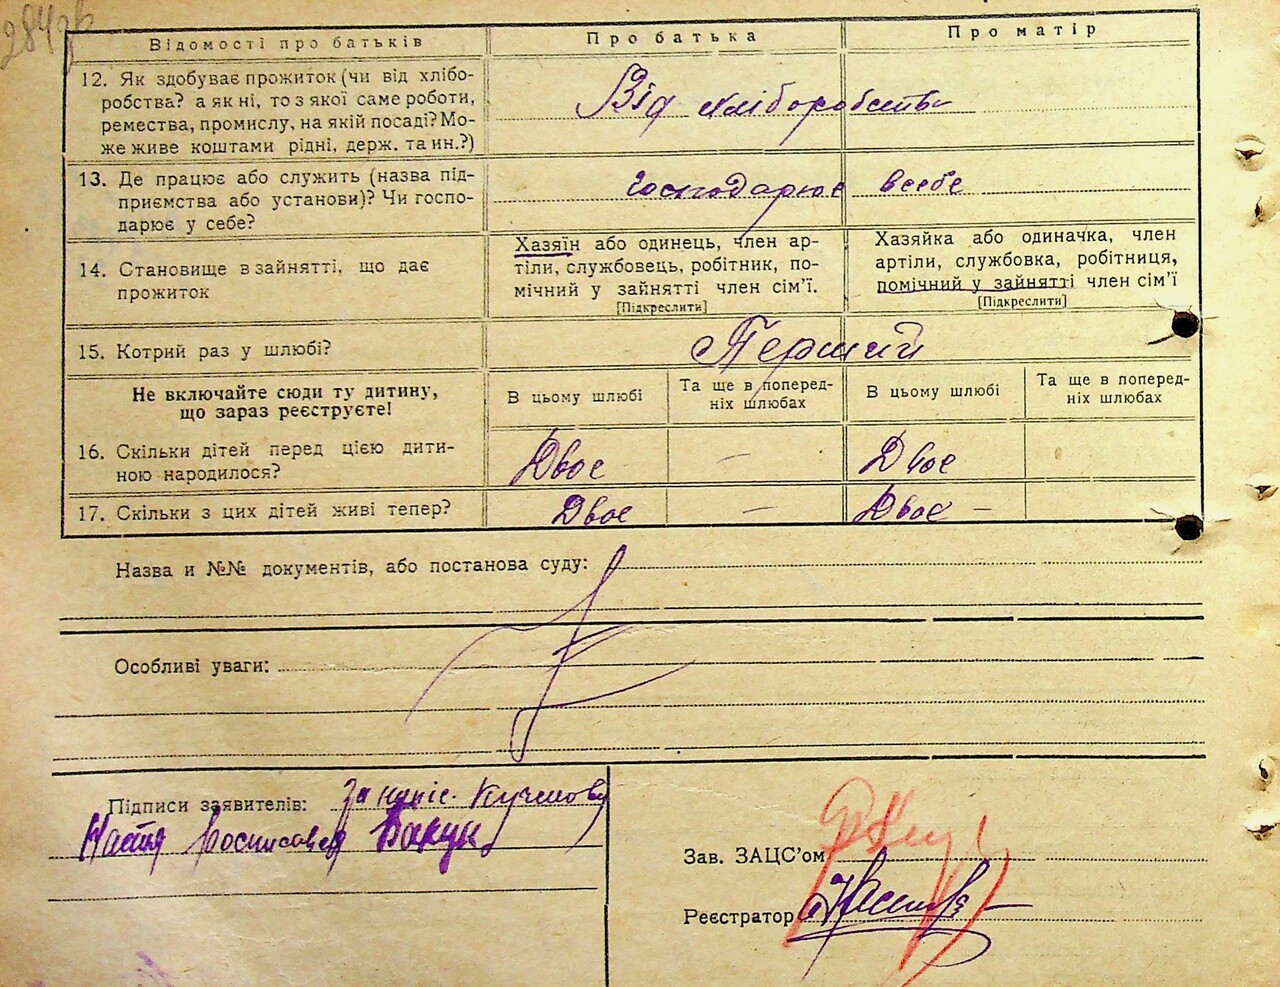 284зв
Відомості про батьків
Про батька
Про матір
12. Як здобуває прожиток (чи від хлібо-
робства? а як ні, то з якої саме роботи,
ремества, промислу, на якій посаді? Мо-
же живе коштами рідні, держ. та ин.?)
Від хліборобства
13. Де працює або служить (назва під-
приємства або установи)? Чи госпо-
дарює у себе?
Господарює всебе
14. Становище в зайнятті, що дає
прожиток
Хазяїн або одинець, член ар-
тіли, службовець, робітник, по-
мічний у зайнятті член сім'ї.
[Підкреслити]
Хазяйка або одиначка, член
артіли, службовка, робітниця,
помічний у зайнятті член сім'ї
[Підкреслити]
15. Котрий раз у шлюбі?
Перший
Не включайте сюди ту дитину,
що зараз реєструєте!
В цьому шлюбі
Та ще в поперед-
ніх шлюбах
В цьому шлюбі
Та ще в поперед-
ніх шлюбах
16. Скільки дітей перед цією дити-
ною народилося?
Двоє
—
Двоє
17. Скільки з цих дітей живі тепер?
Двоє
—
Двоє —
Назва и №№ документів, або постанова суду:
Особливі уваги:
Підписи заявителів:
Настя Бакун
Зав. ЗАЦС'ом
Реєстратор